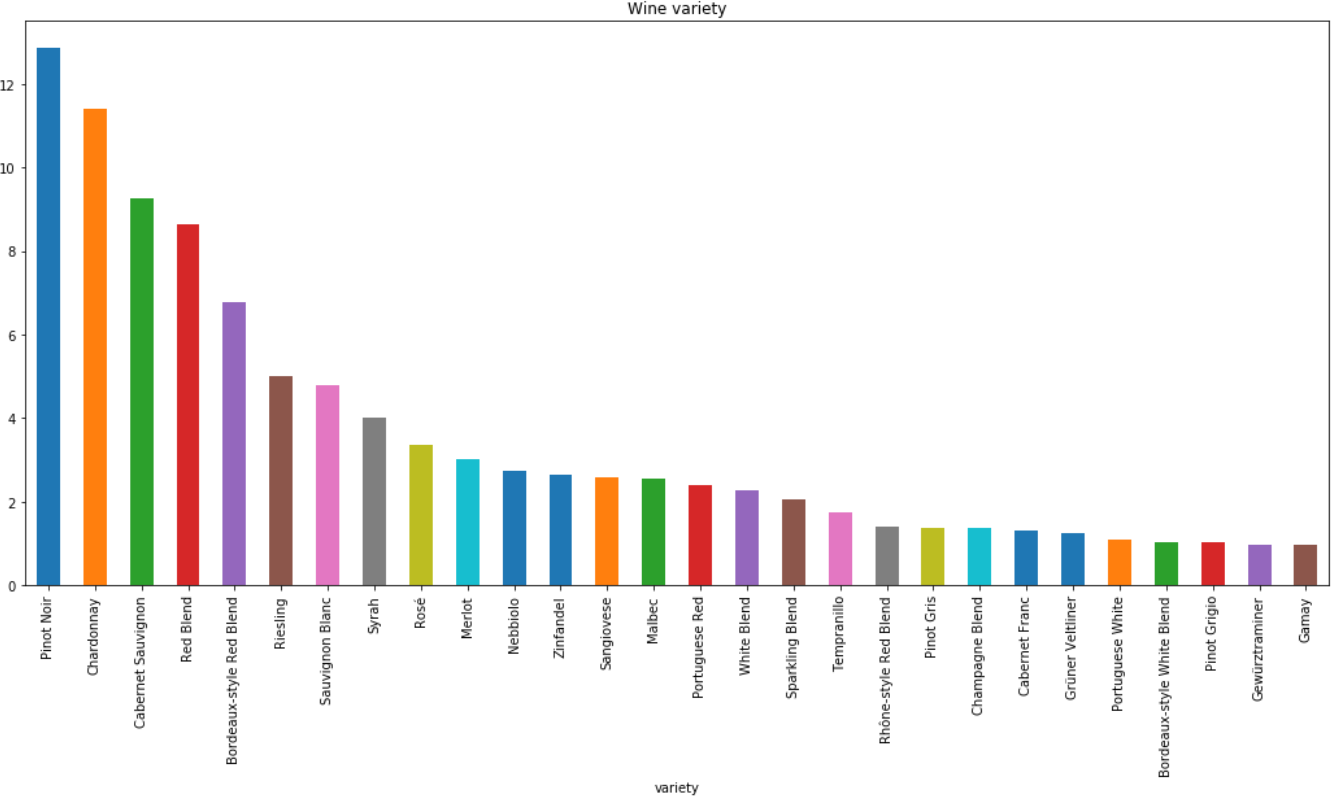 Wine variety
12
10
8
6
4
2
0
Pinot Noir
Chardonnay
Cabernet Sauvignon
Red Blend
Bordeaux-style Red Blend
Riesling
Sauvignon Blanc
Syrah
Rosé
Merlot
Nebbiolo
Zinfandel
Sangiovese
Malbec
Portuguese Red
White Blend
Sparkling Blend
Tempranillo
Rhône-style Red Blend
Pinot Gris
Champagne Blend
Cabernet Franc
Grüner Veltliner
Portuguese White
Bordeaux-style White Blend
Pinot Grigio
Gewürztraminer
Gamay
variety